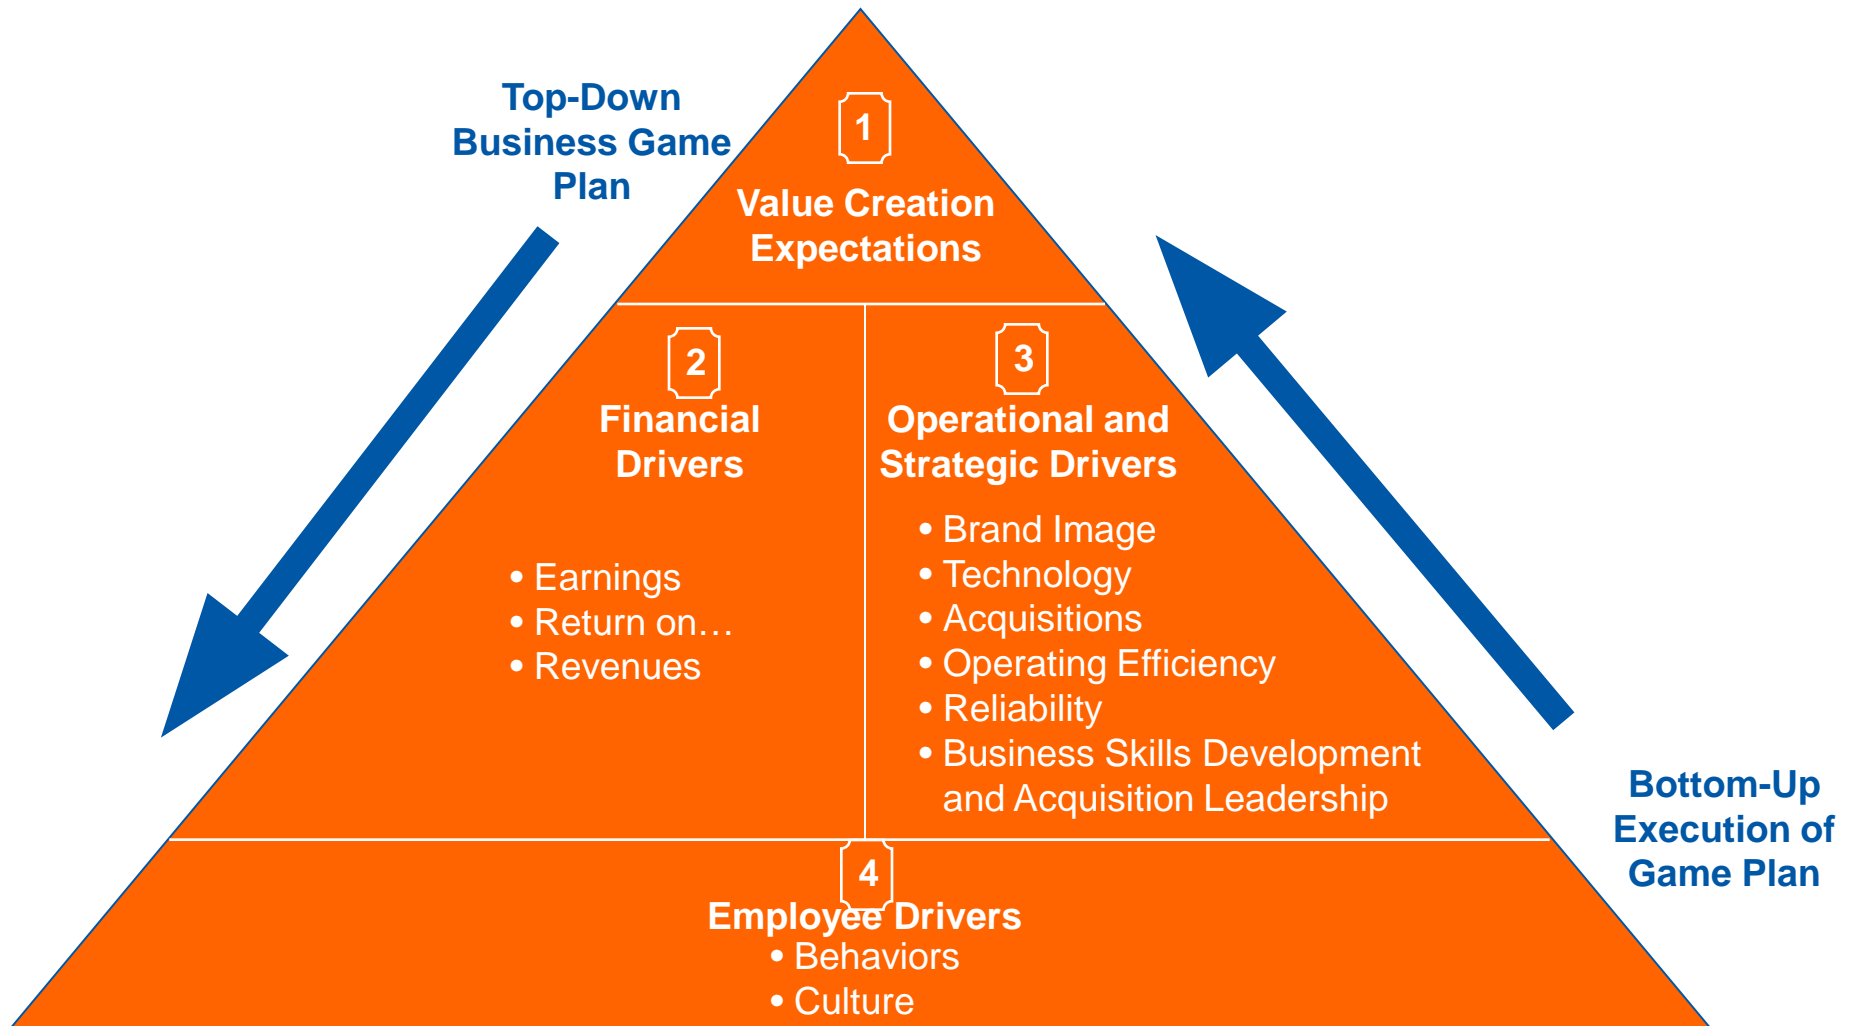 Top-Down
Business Game
Plan
1
Value Creation
Expectations
2
Financial
Drivers
• Earnings
• Return on…
• Revenues
3
Operational and
Strategic Drivers
• Brand Image
• Technology
• Acquisitions
• Operating Efficiency
• Reliability
• Business Skills Development
and Acquisition Leadership
Bottom-Up
Execution of
Game Plan
4
Employee Drivers
• Behaviors
• Culture